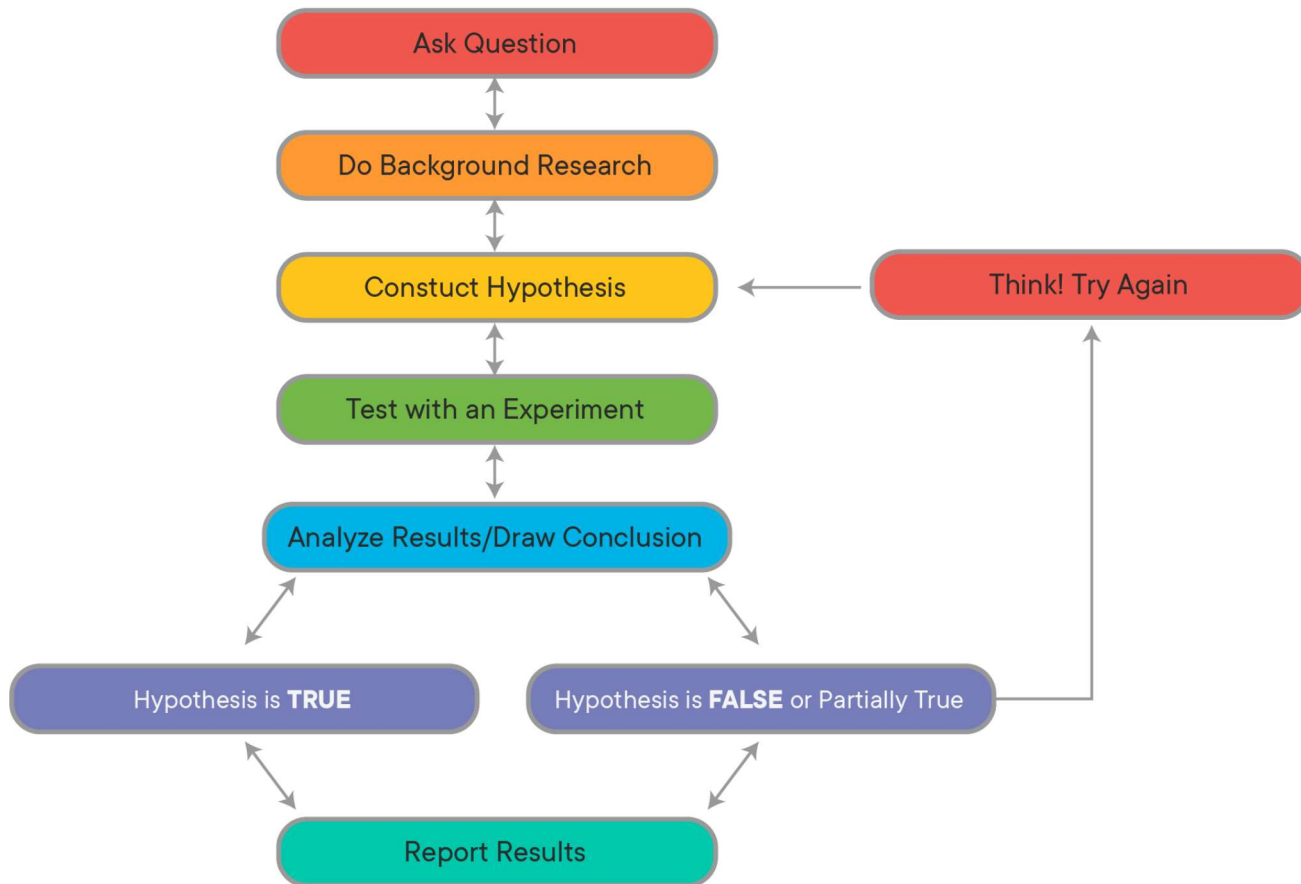 Ask Question
Do Background Research
Constuct Hypothesis
Think! Try Again
Test with an Experiment
Analyze Results/Draw Conclusion
Hypothesis is TRUE
Hypothesis is FALSE or Partially True
Report Results